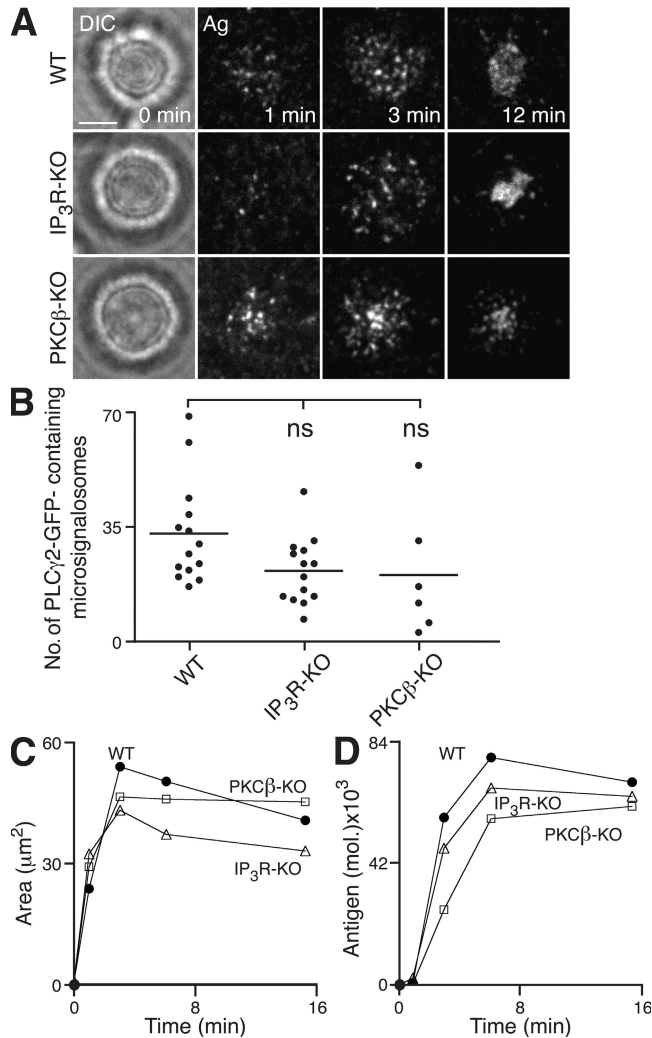 A
DIC
Ag
WT
0 min
1 min
3 min
12 min
IP3R-KO
PKCβ-KO
B
No. of PLCγ2-GFP- containing
microsignalosomes
70
35
0
ns
ns
WT
IP3R-KO
PKCβ-KO
C
Area (μm²)
60
30
0
WT
PKCβ-KO
IP3R-KO
0
8
16
Time (min)
D
Antigen (mol.)x10³
84
42
0
WT
IP3R-KO
PKCβ-KO
0
8
16
Time (min)